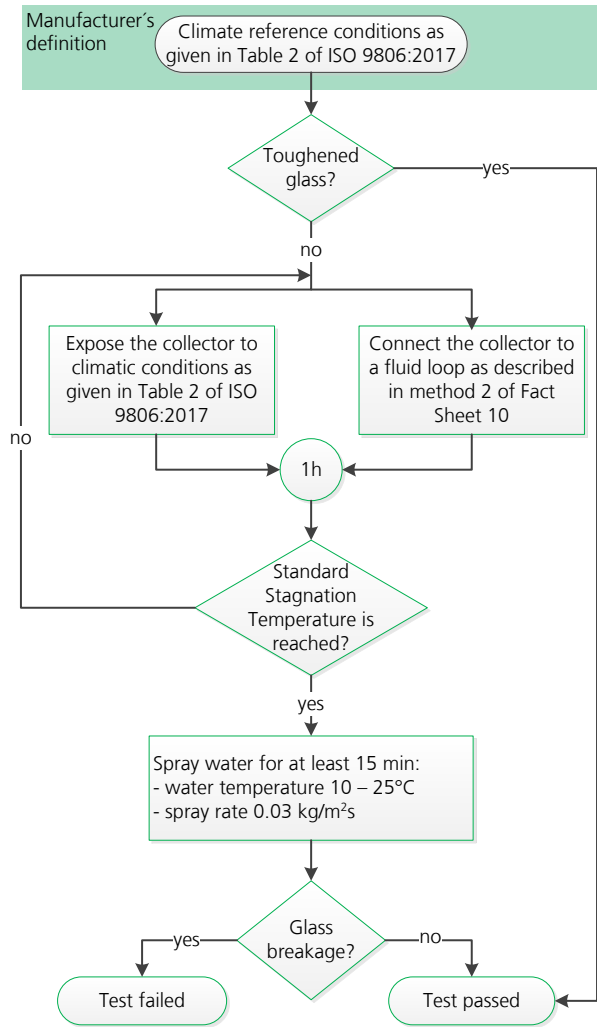 Manufacturer´s
definition
Climate reference conditions as
given in Table 2 of ISO 9806:2017
Toughened
glass?
yes
no
Expose the collector to
climatic conditions as
given in Table 2 of ISO
9806:2017
Connect the collector to
a fluid loop as described
in method 2 of Fact
Sheet 10
no
1h
Standard
Stagnation
Temperature is
reached?
yes
Spray water for at least 15 min:
- water temperature 10 – 25°C
- spray rate 0.03 kg/m²s
Glass
breakage?
yes
no
Test failed
Test passed